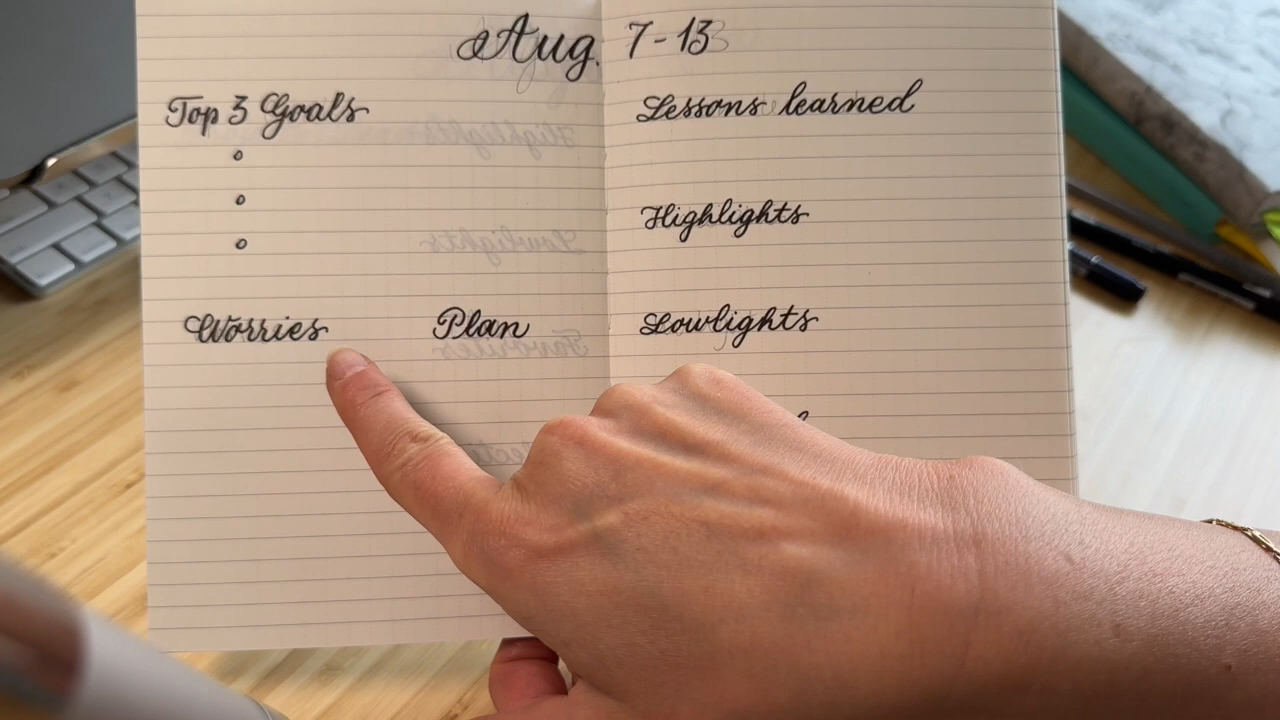 Aug. 7-13
Top 3 Goals
Worries
Plan
Lessons learned
Highlights
Lowlights